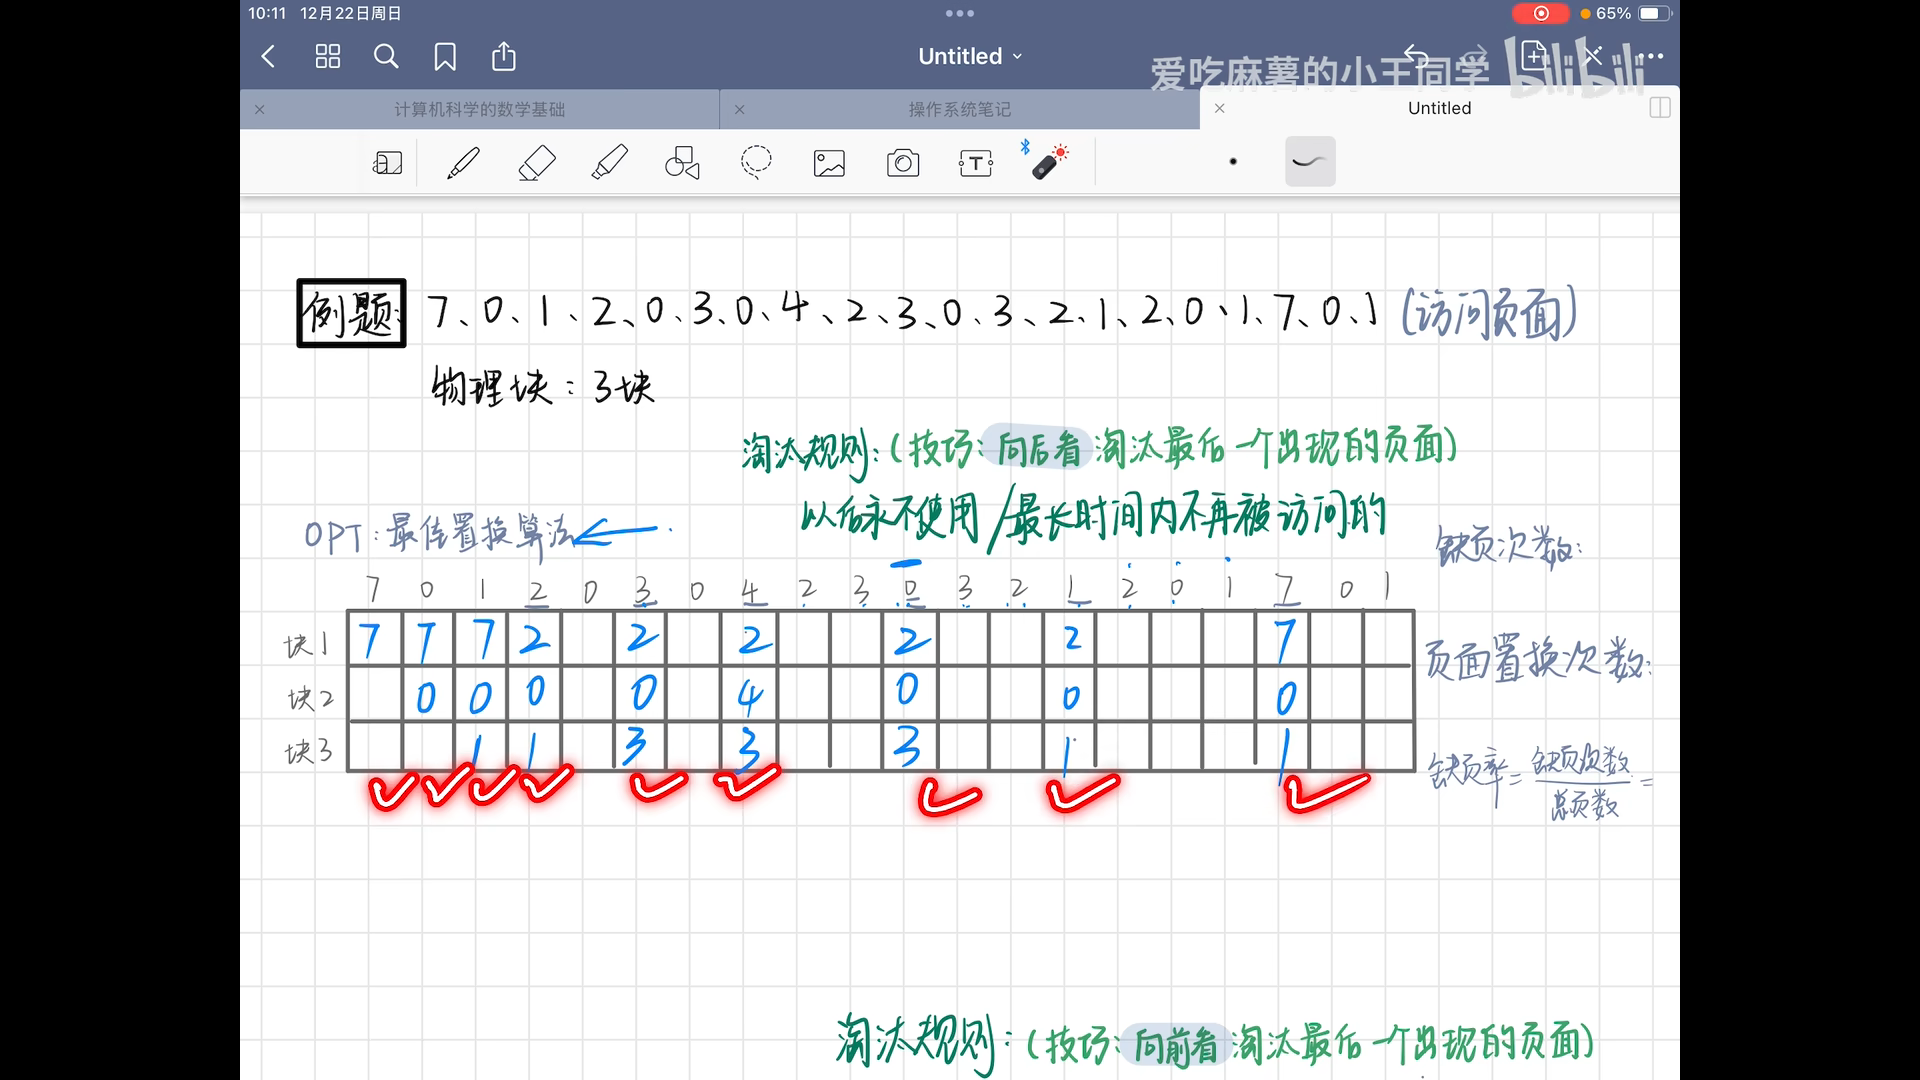 10:11 12月22日周日
65%
Untitled
爱吃麻薯的小王同学 bilibili
计算机科学的数学基础
操作系统笔记
Untitled
例题: 7、0、1、2、0、3、0、4、2、3、0、3、2、1、2、0、1、7、0、1 (访问页面)
物理块：3块
淘汰规则:(技巧:向后看 淘汰最后一个出现的页面)
以后永不使用/最长时间内不再被访问的
OPT:最佳置换算法
缺页次数:
7 0 1 2 0 3 0 4 2 3 0 3 2 1 2 0 1 7 0 1
块1 7 7 7 2 2 2 2 2 7
页面置换次数:
块2 0 0 0 0 4 0 0 0
块3 1 1 3 3 3 1 1
缺页率=缺页次数/总页数=
淘汰规则:(技巧:向前看 淘汰最后一个出现的页面)